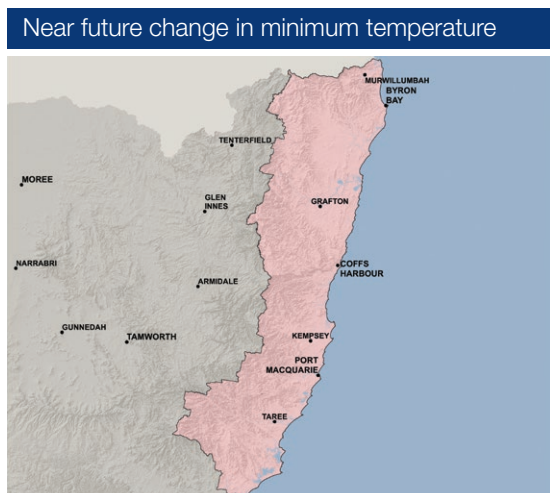 Near future change in minimum temperature
MURWILLUMBAH
BYRON
BAY
TENTERFIELD
MOREE
GLEN
INNES
GRAFTON
NARRABRI
COFFS
HARBOUR
ARMIDALE
GUNNEDAH
TAMWORTH
KEMPSEY
PORT
MACQUARIE
TAREE